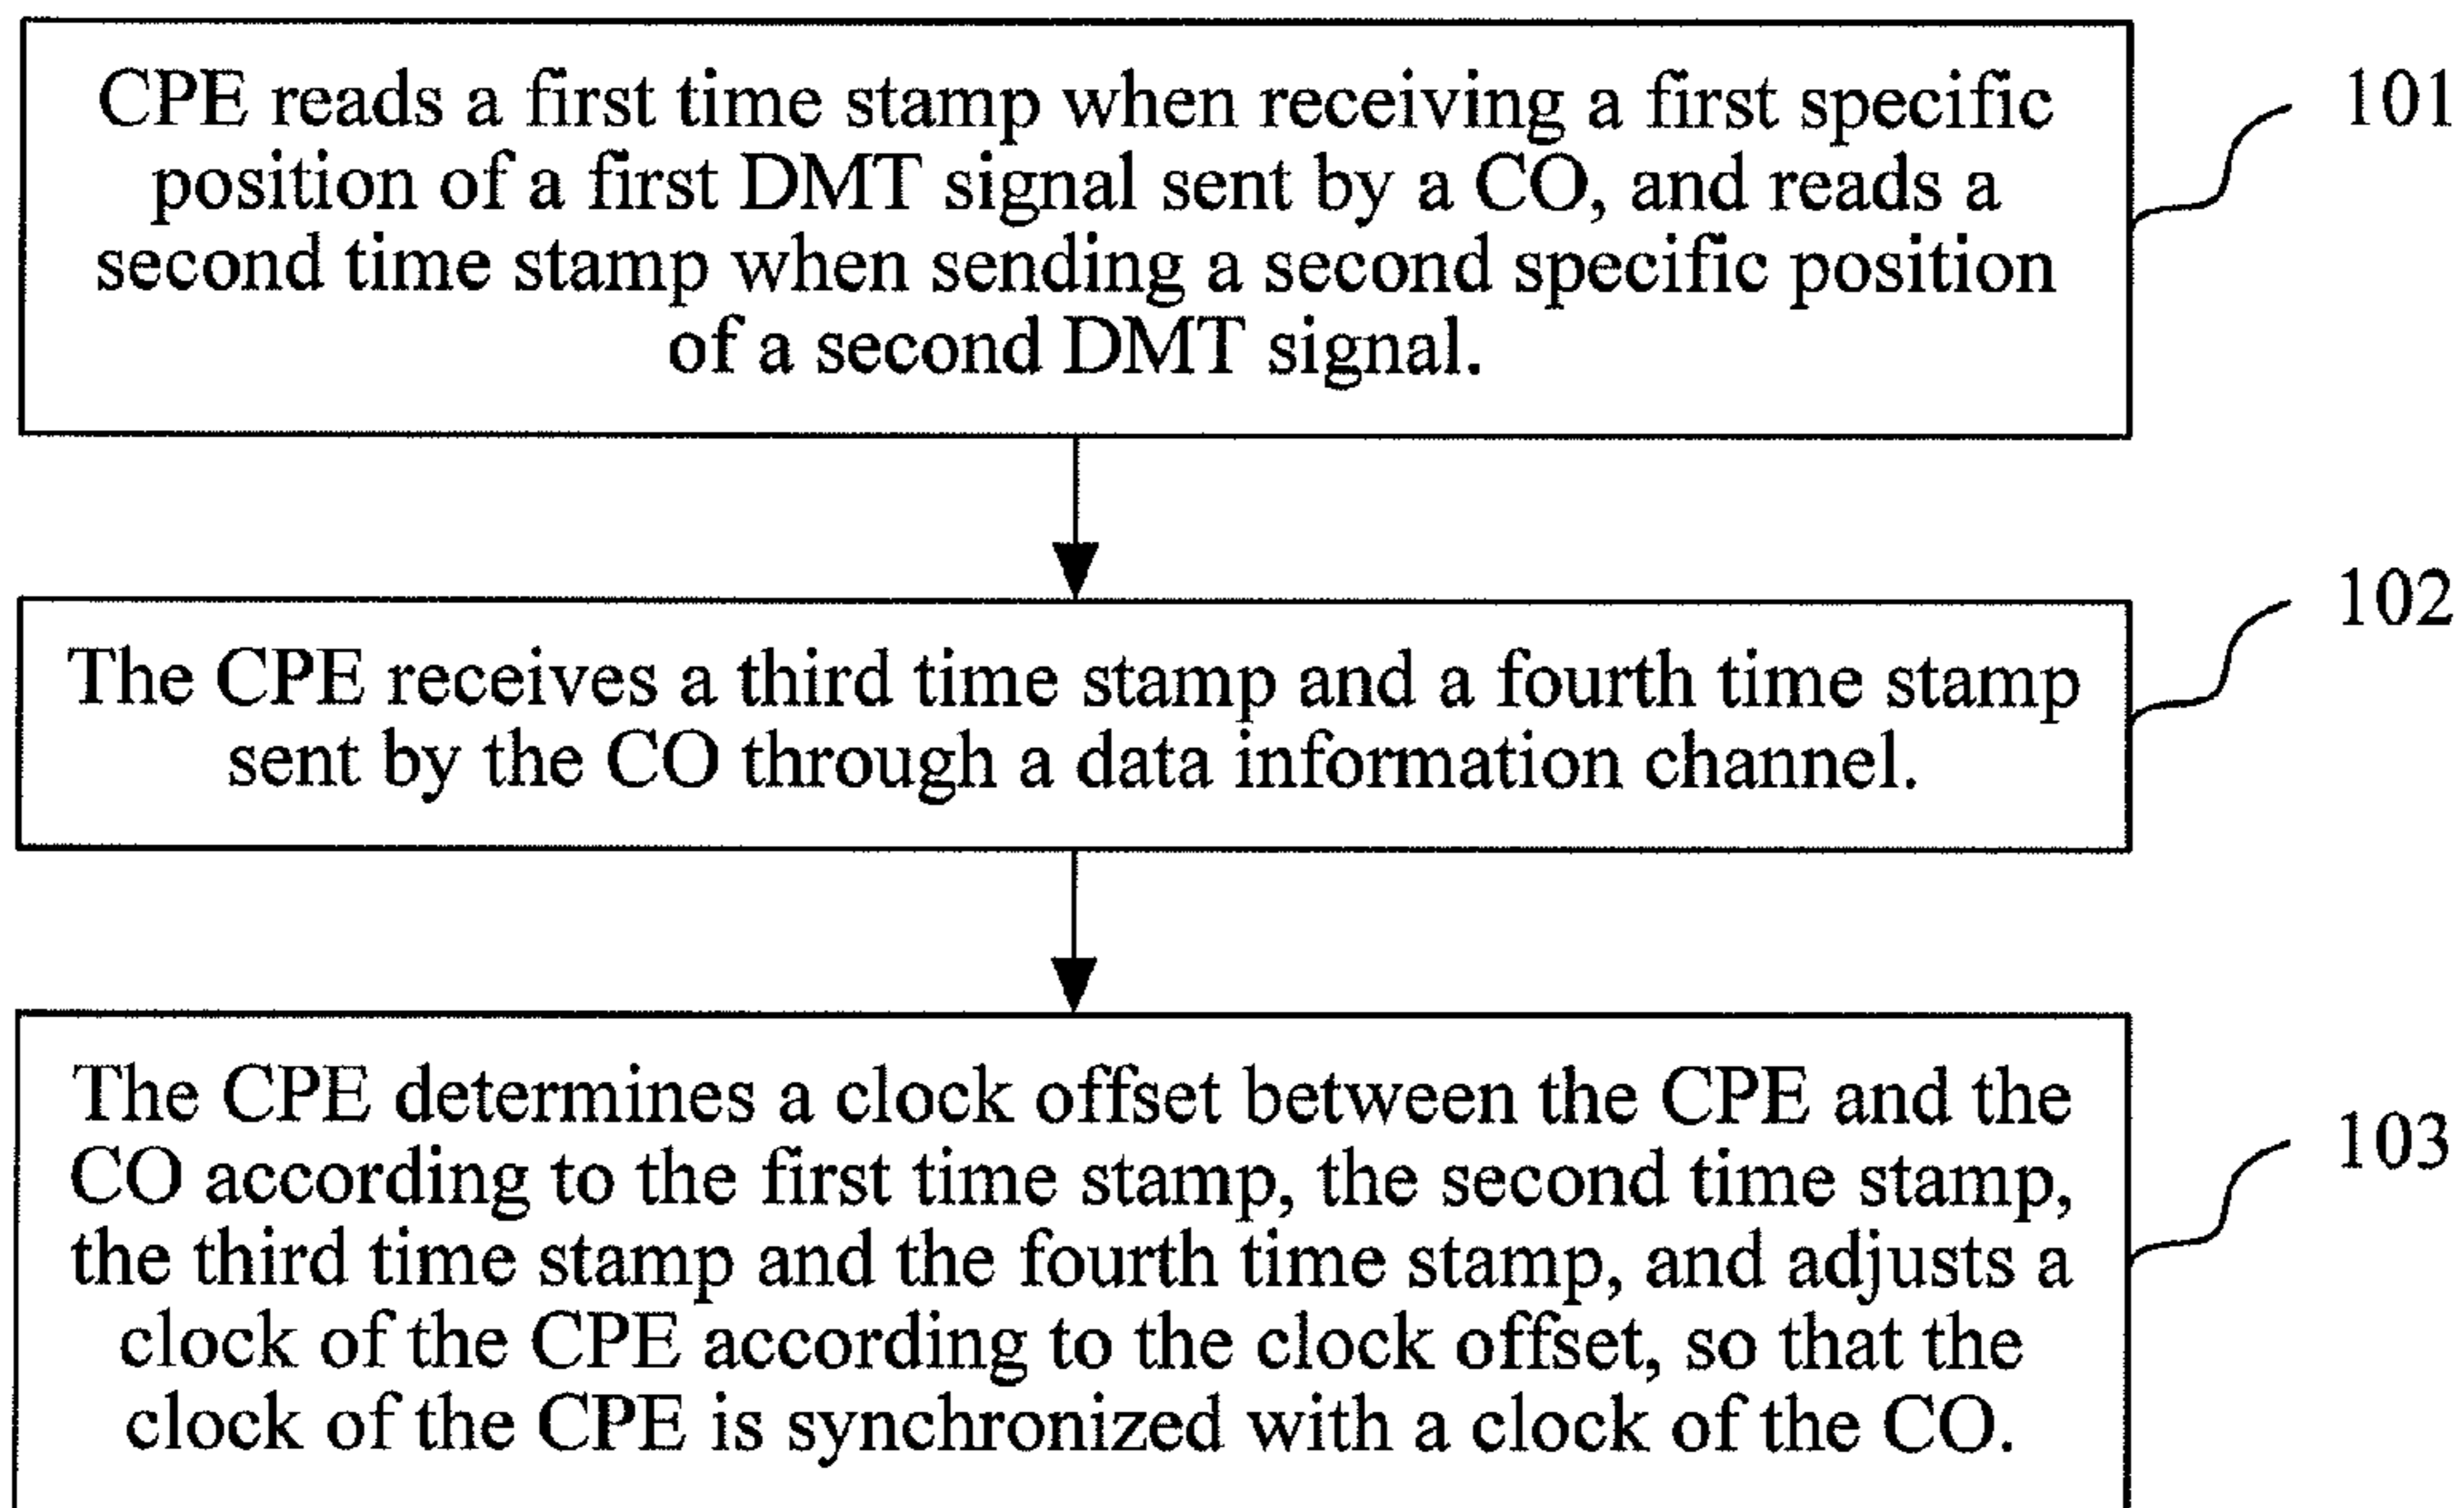 CPE reads a first time stamp when receiving a first specific
position of a first DMT signal sent by a CO, and reads a
second time stamp when sending a second specific position
of a second DMT signal.
101
The CPE receives a third time stamp and a fourth time stamp
sent by the CO through a data information channel.
102
The CPE determines a clock offset between the CPE and the
CO according to the first time stamp, the second time stamp,
the third time stamp and the fourth time stamp, and adjusts a
clock of the CPE according to the clock offset, so that the
clock of the CPE is synchronized with a clock of the CO.
103